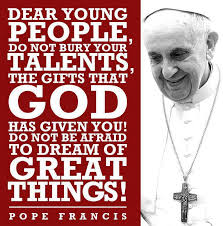 DEAR YOUNG
PEOPLE,
DO NOT BURY YOUR
TALENTS,
THE GIFTS THAT
GOD
HAS GIVEN YOU!
DO NOT BE AFRAID
TO DREAM OF
GREAT
THINGS!
POPE FRANCIS